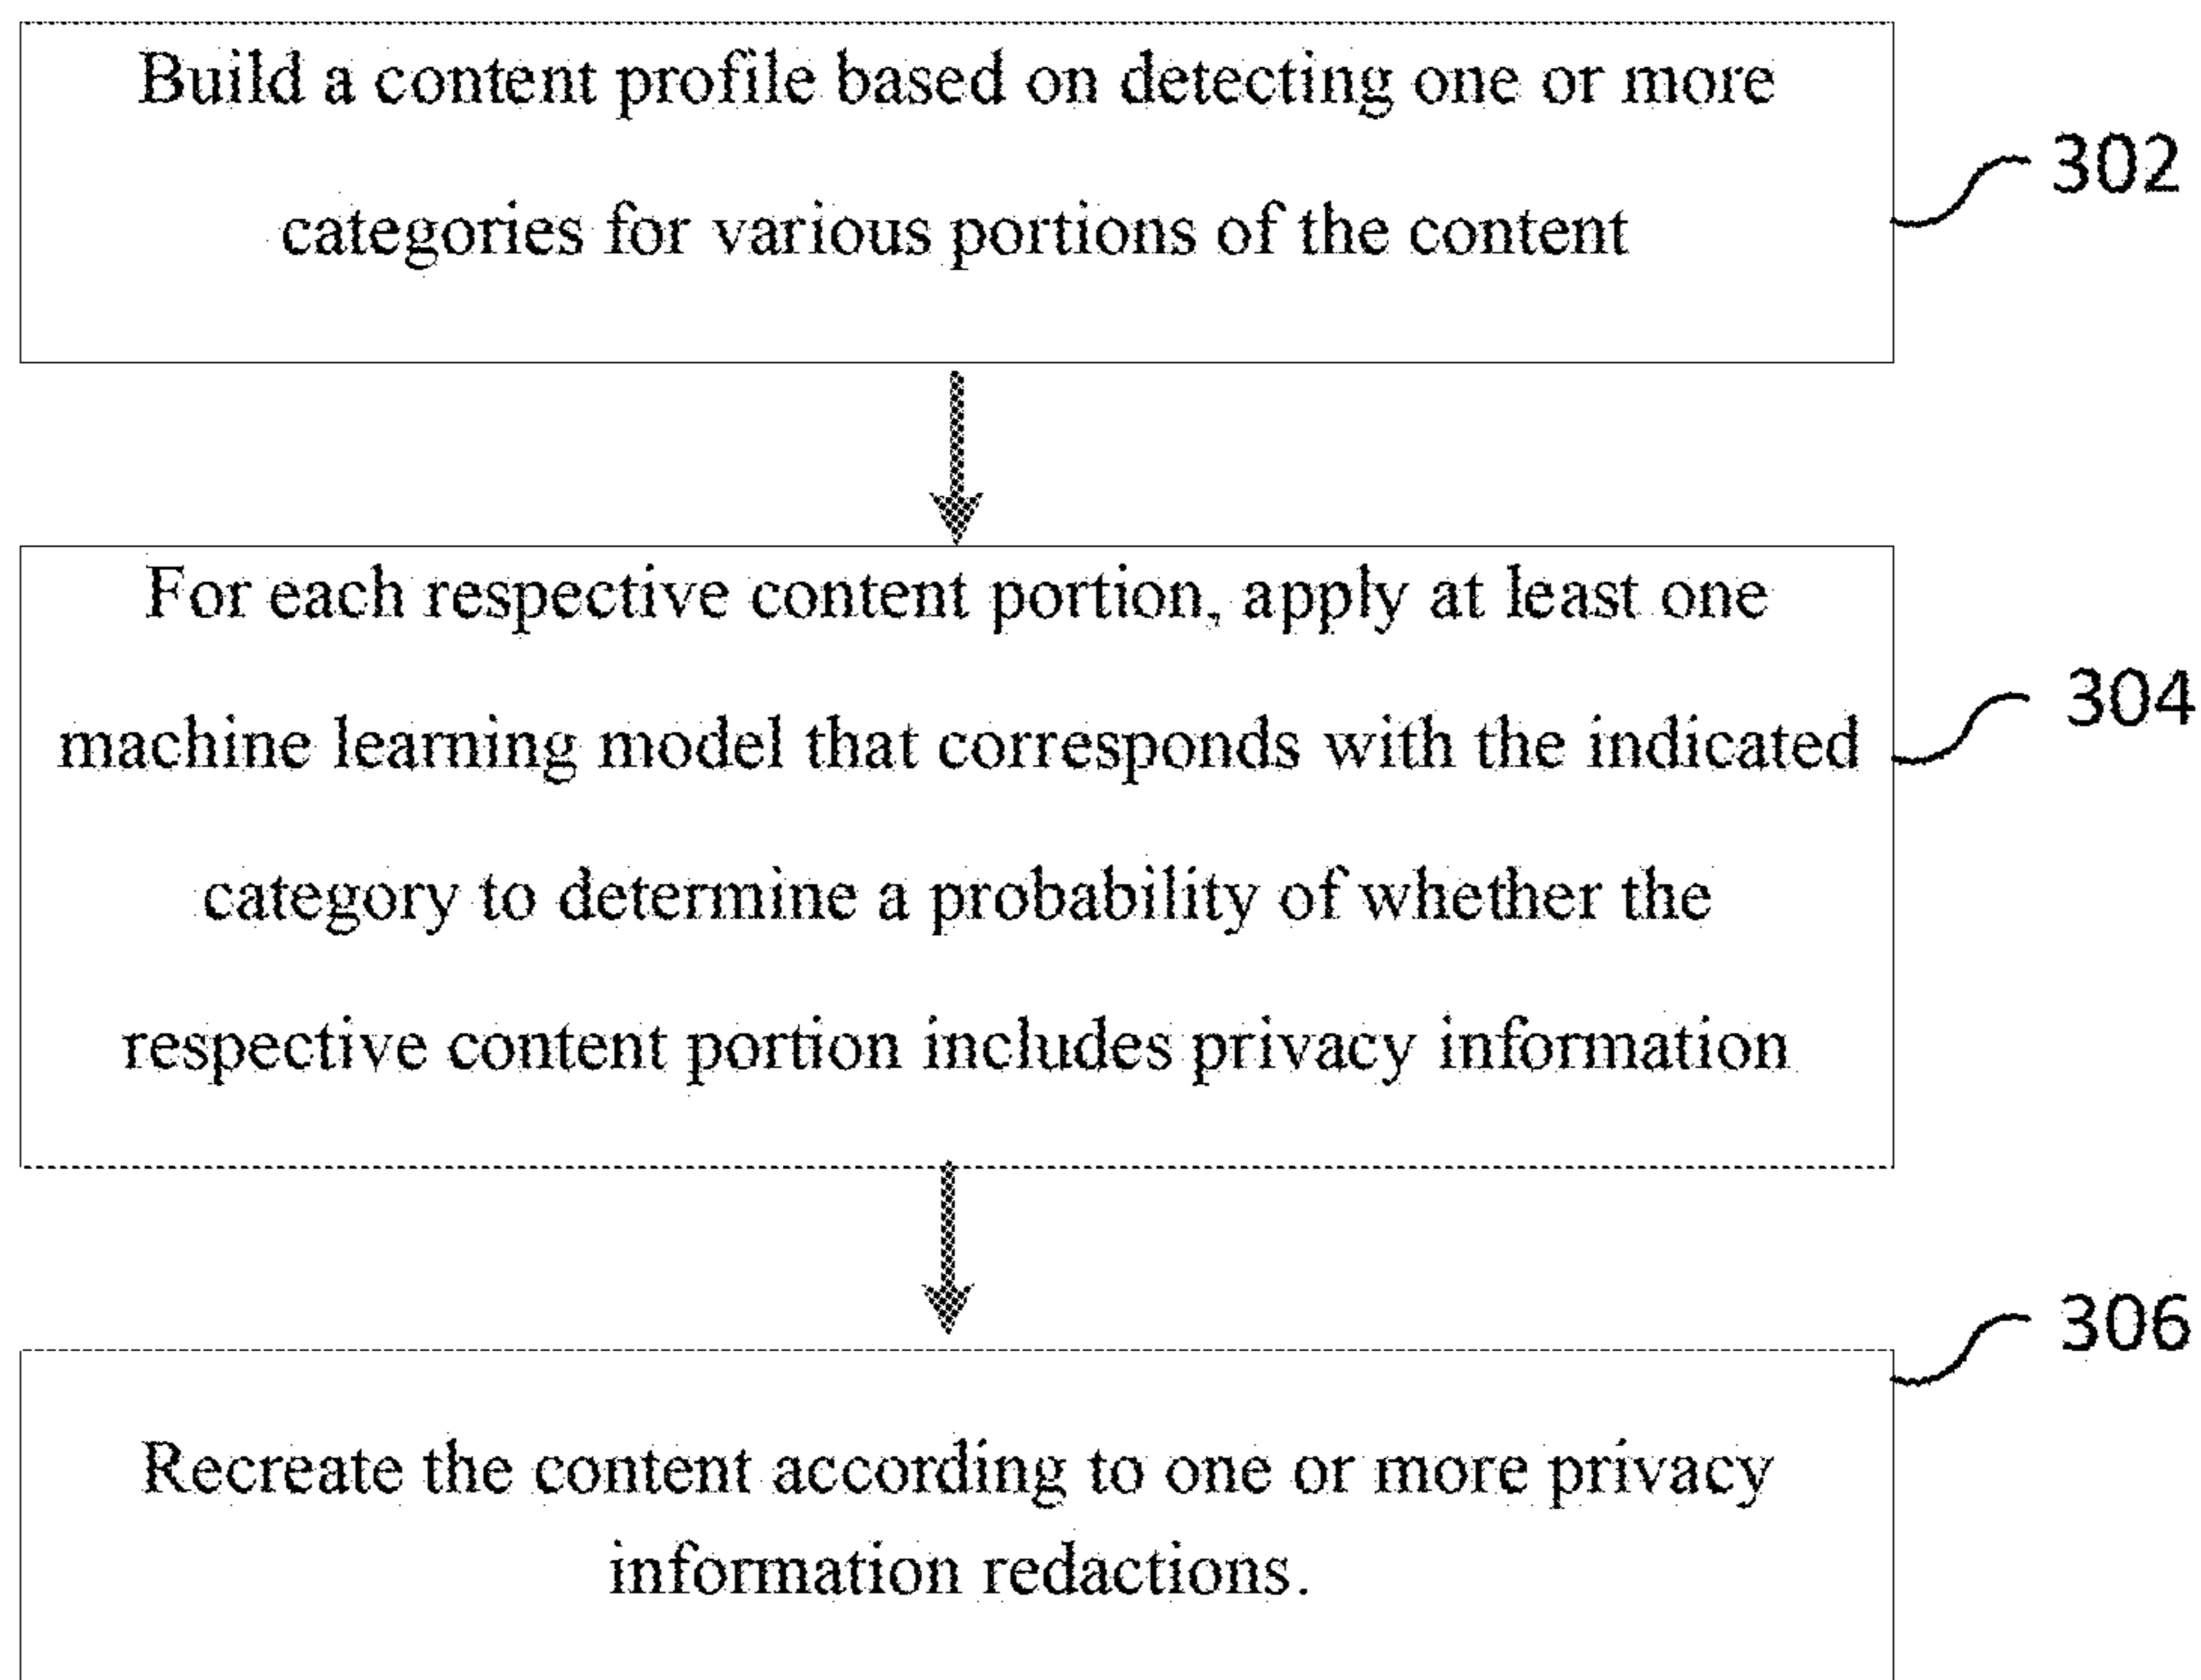 Build a content profile based on detecting one or more
categories for various portions of the content
302
For each respective content portion, apply at least one
machine learning model that corresponds with the indicated
category to determine a probability of whether the
respective content portion includes privacy information
304
Recreate the content according to one or more privacy
information redactions.
306